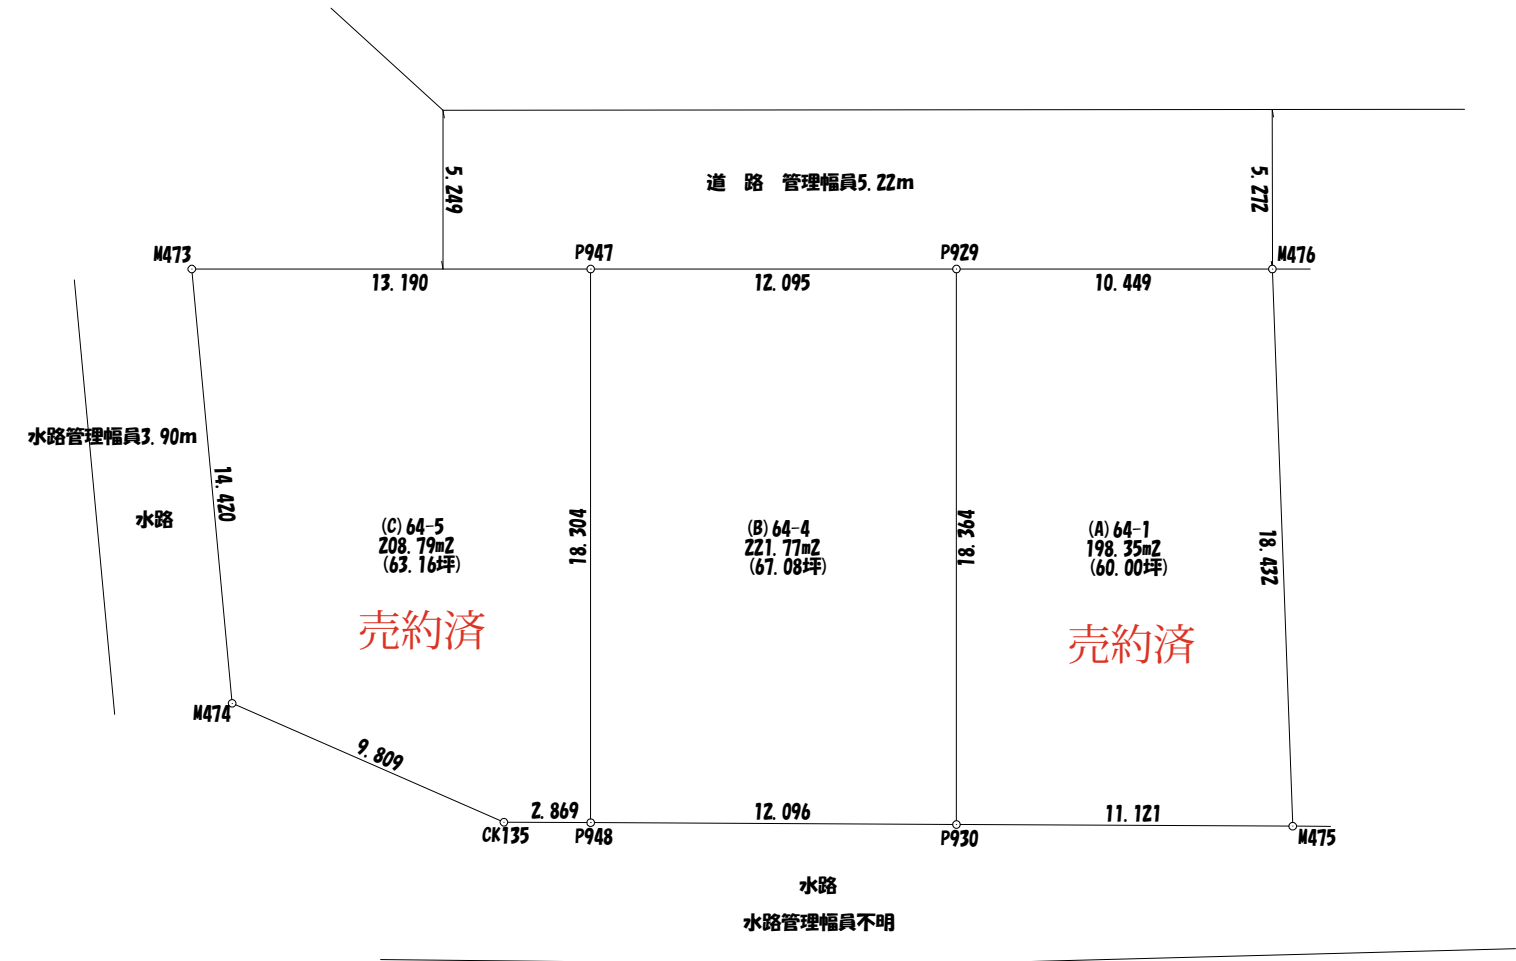 5.249
道　路　管理幅員5.22m
5.272
M473
P947
P929
M476
13.190
12.095
10.449
水路管理幅員3.90m
14.420
水路
(C)64-5
208.79m2
(63.16坪)
売約済
18.304
(B)64-4
221.77m2
(67.08坪)
18.364
(A)64-1
198.35m2
(60.00坪)
売約済
18.432
M474
9.809
2.869
12.096
11.121
CK135
P948
P930
M475
水路
水路管理幅員不明